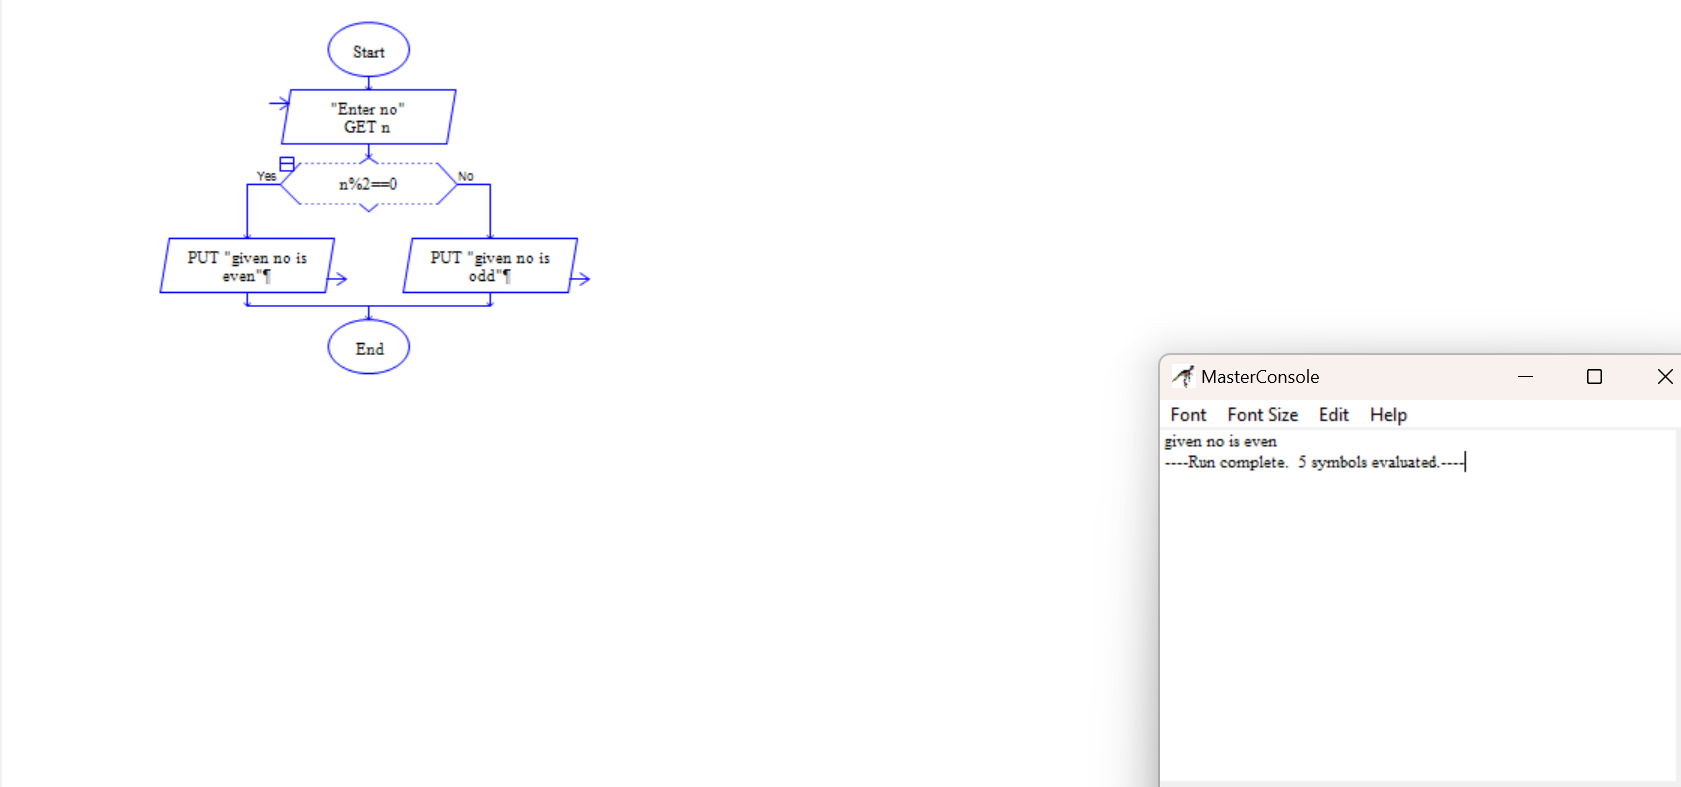 Start
"Enter no"
GET n
Yes
n%2==0
No
PUT "given no is
even"¶
PUT "given no is
odd"¶
End
MasterConsole
Font Font Size Edit Help
given no is even
----Run complete.  5 symbols evaluated.----